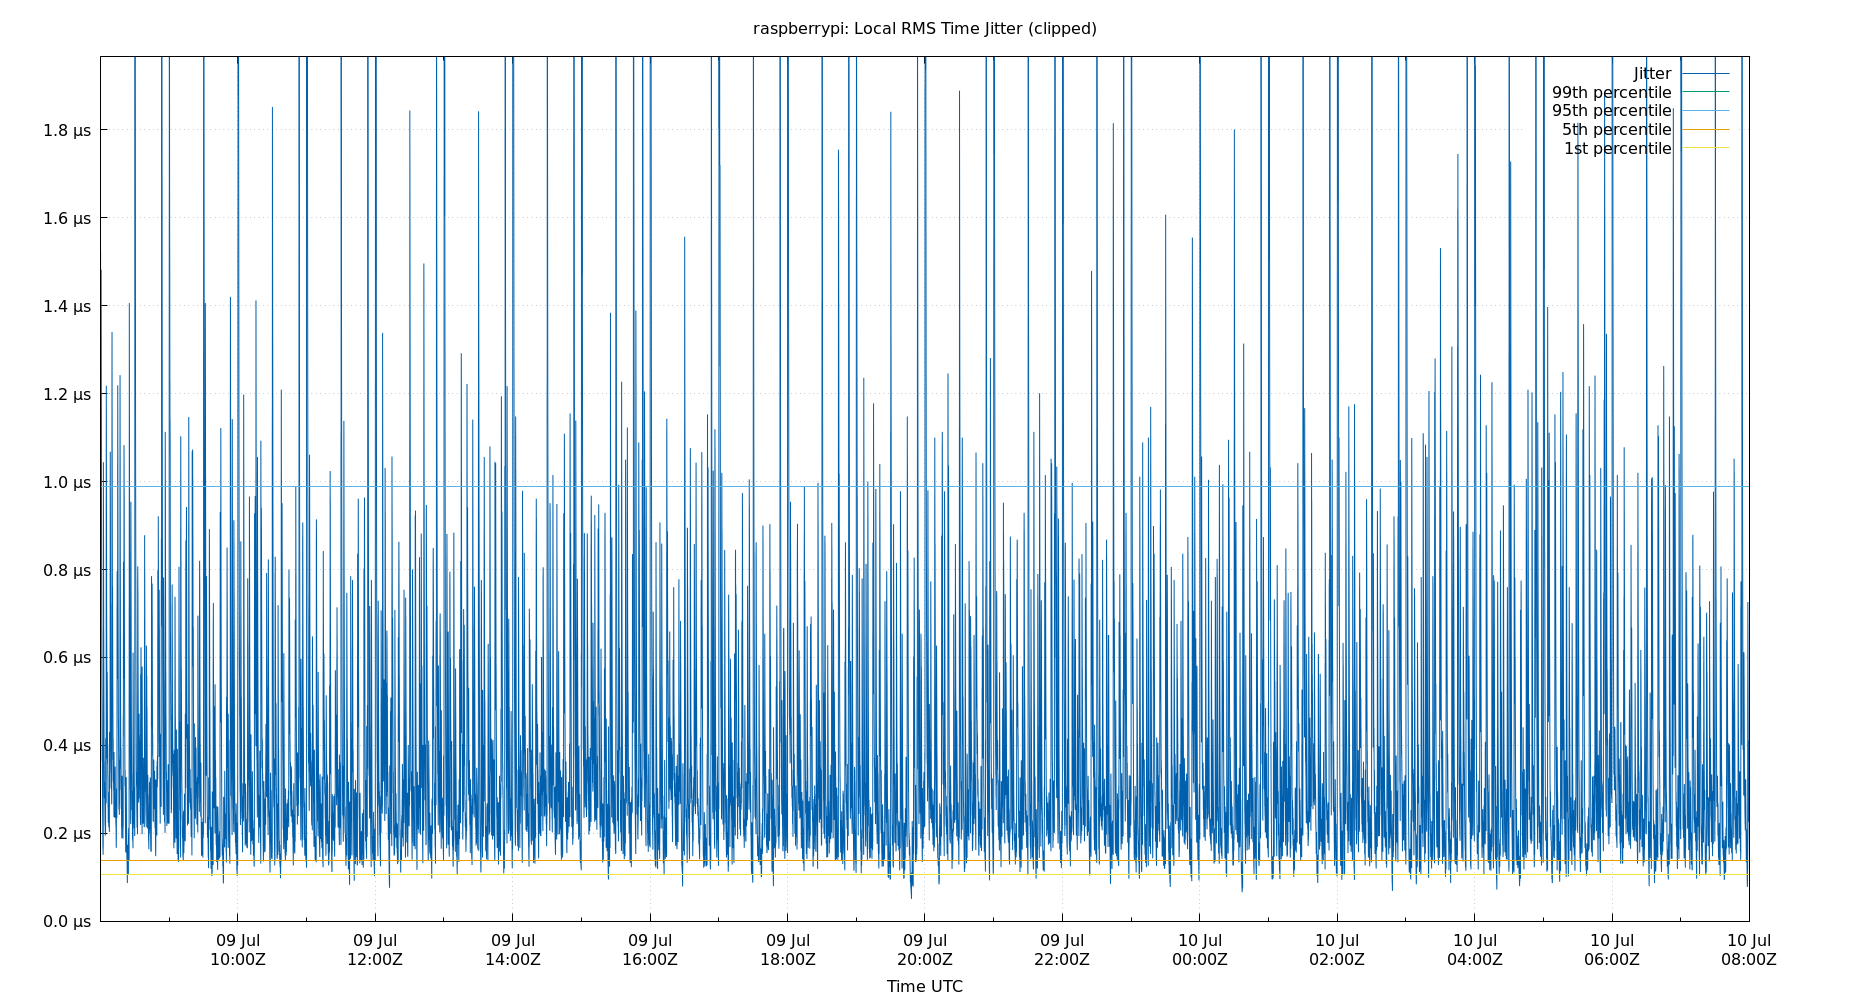 raspberrypi: Local RMS Time Jitter (clipped)
Jitter
99th percentile
95th percentile
5th percentile
1st percentile
1.8 µs
1.6 µs
1.4 µs
1.2 µs
1.0 µs
0.8 µs
0.6 µs
0.4 µs
0.2 µs
0.0 µs
09 Jul 09 Jul 09 Jul 09 Jul 09 Jul 09 Jul 09 Jul 10 Jul 10 Jul 10 Jul 10 Jul 10 Jul
10:00Z 12:00Z 14:00Z 16:00Z 18:00Z 20:00Z 22:00Z 00:00Z 02:00Z 04:00Z 06:00Z 08:00Z
Time UTC